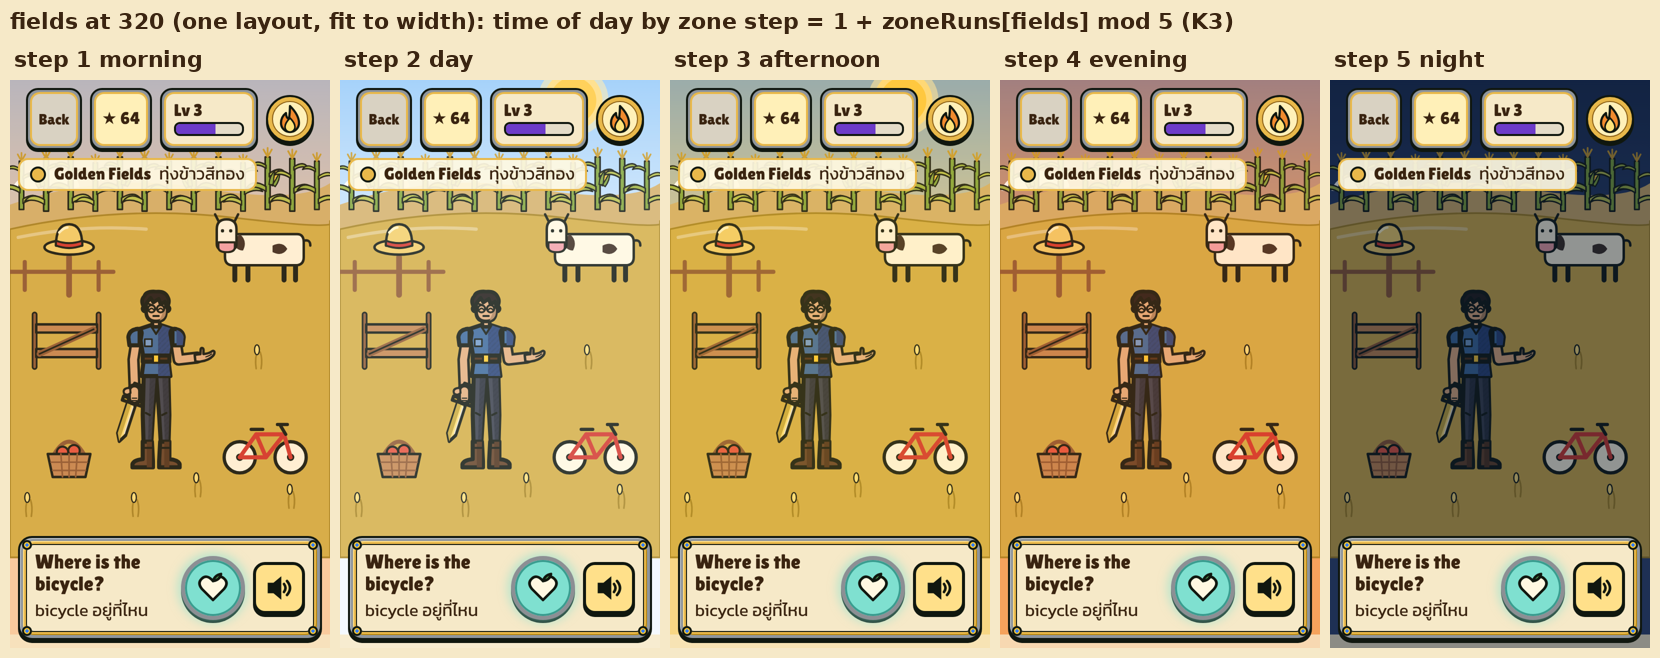 fields at 320 (one layout, fit to width): time of day by zone step = 1 + zoneRuns[fields] mod 5 (K3)
step 1 morning
step 2 day
step 3 afternoon
step 4 evening
step 5 night
Back
★ 64
Lv 3
Back
★ 64
Lv 3
Back
★ 64
Lv 3
Back
★ 64
Lv 3
Back
★ 64
Lv 3
Golden Fields ทุ่งข้าวสีทอง
Golden Fields ทุ่งข้าวสีทอง
Golden Fields ทุ่งข้าวสีทอง
Golden Fields ทุ่งข้าวสีทอง
Golden Fields ทุ่งข้าวสีทอง
Where is the
bicycle?
bicycle อยู่ที่ไหน
Where is the
bicycle?
bicycle อยู่ที่ไหน
Where is the
bicycle?
bicycle อยู่ที่ไหน
Where is the
bicycle?
bicycle อยู่ที่ไหน
Where is the
bicycle?
bicycle อยู่ที่ไหน